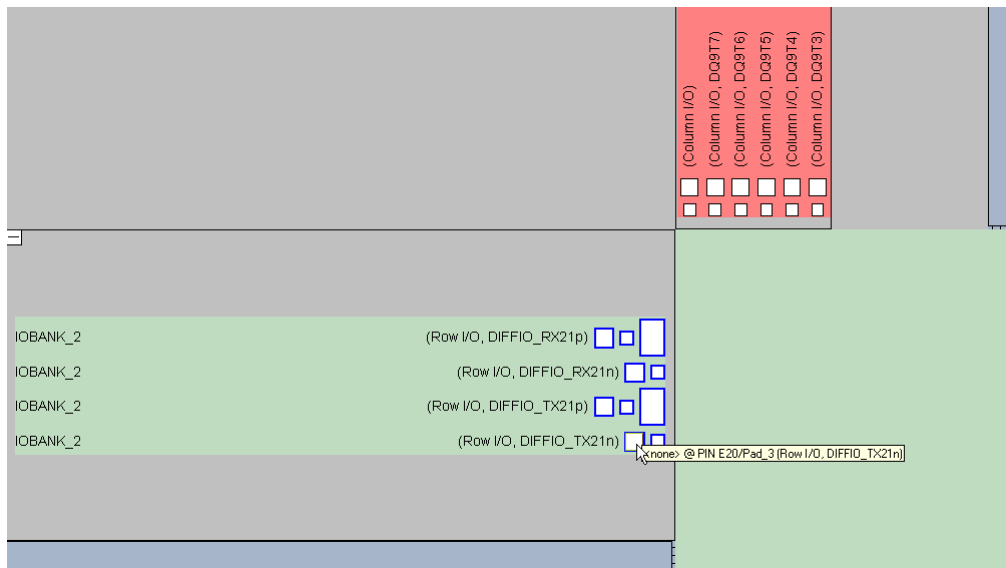 (Column I/O)
(Column I/O, DQ9T7)
(Column I/O, DQ9T6)
(Column I/O, DQ9T5)
(Column I/O, DQ9T4)
(Column I/O, DQ9T3)
IOBANK_2 (Row I/O, DIFFIO_RX21p)
IOBANK_2 (Row I/O, DIFFIO_RX21n)
IOBANK_2 (Row I/O, DIFFIO_TX21p)
IOBANK_2 (Row I/O, DIFFIO_TX21n)
<none> @ PIN E20/Pad_3 (Row I/O, DIFFIO_TX21n)